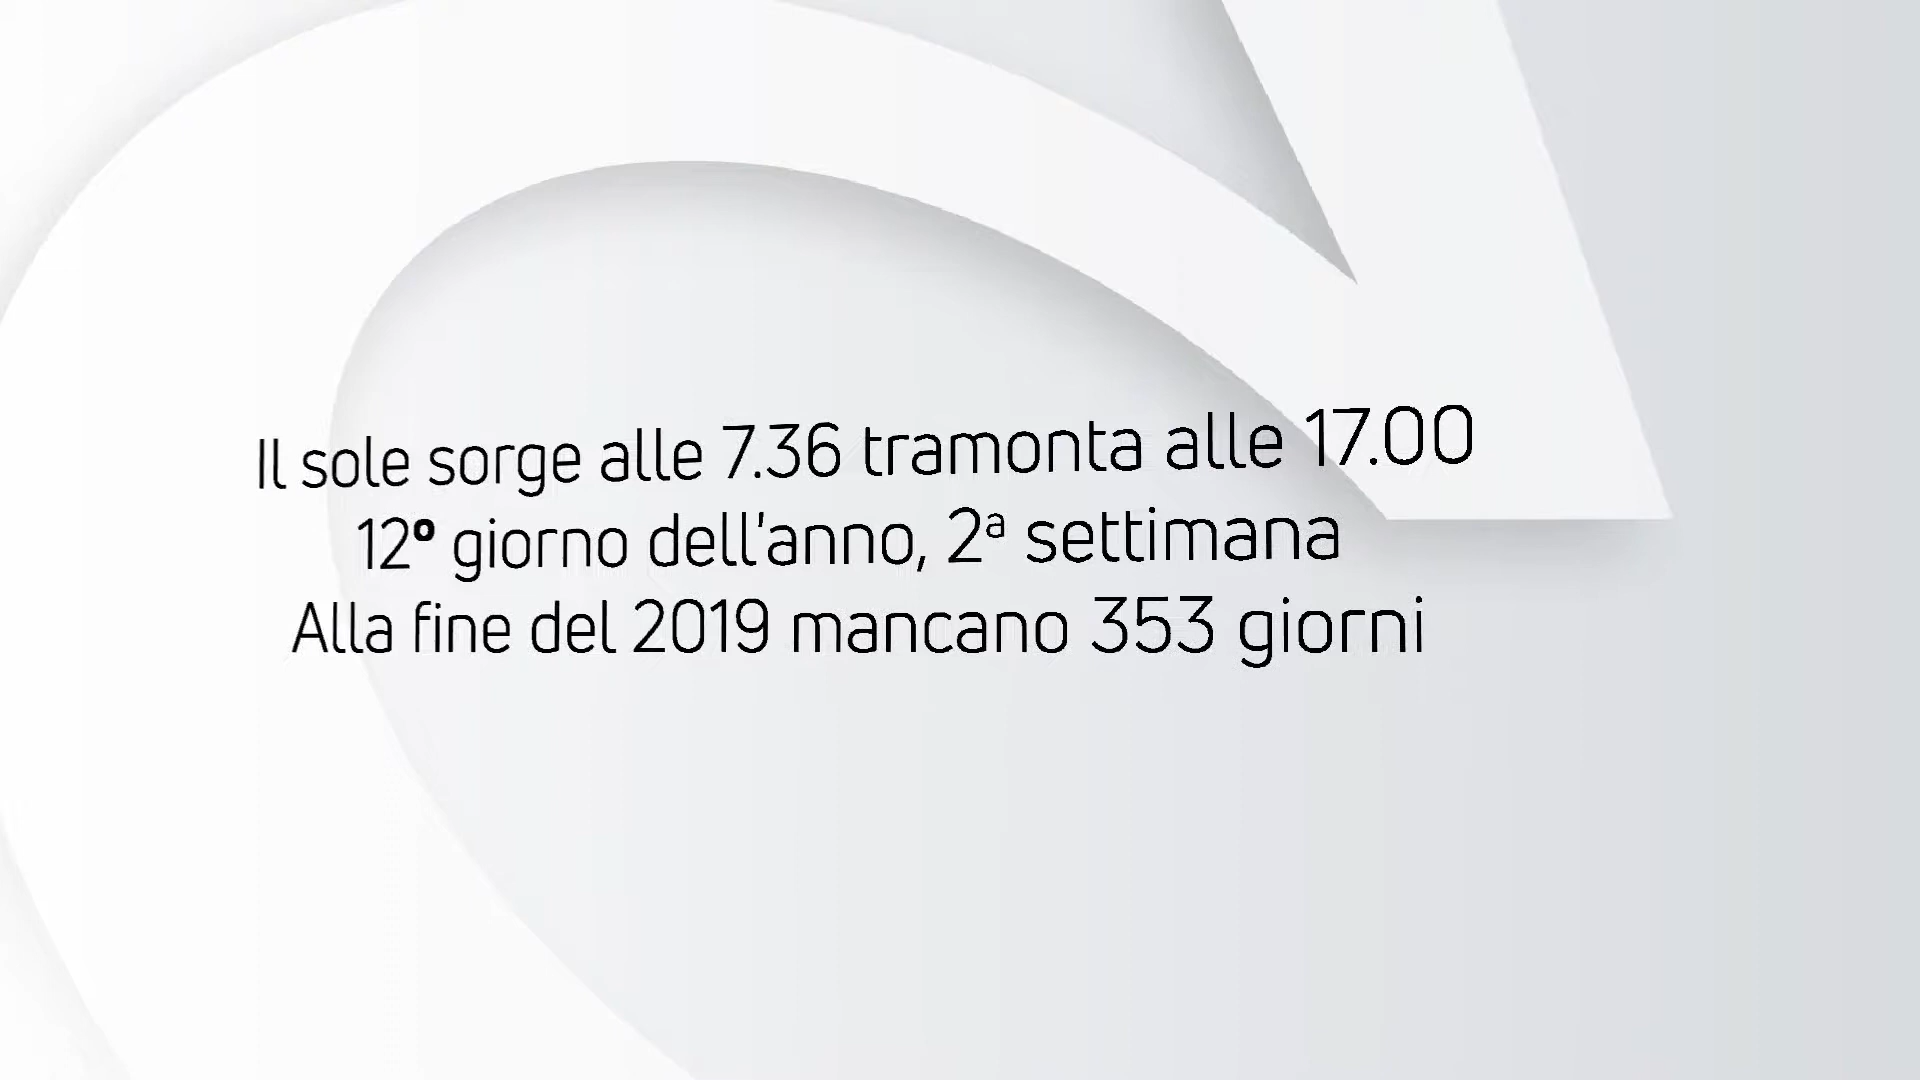 Il sole sorge alle 7.36 tramonta alle 17.00
12º giorno dell'anno, 2ª settimana
Alla fine del 2019 mancano 353 giorni